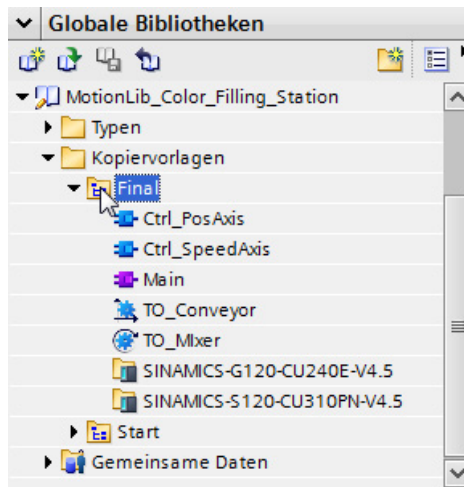 Globale Bibliotheken
MotionLib_Color_Filling_Station
Typen
Kopiervorlagen
Final
Ctrl_PosAxis
Ctrl_SpeedAxis
Main
TO_Conveyor
TO_MIxer
SINAMICS-G120-CU240E-V4.5
SINAMICS-S120-CU310PN-V4.5
Start
Gemeinsame Daten